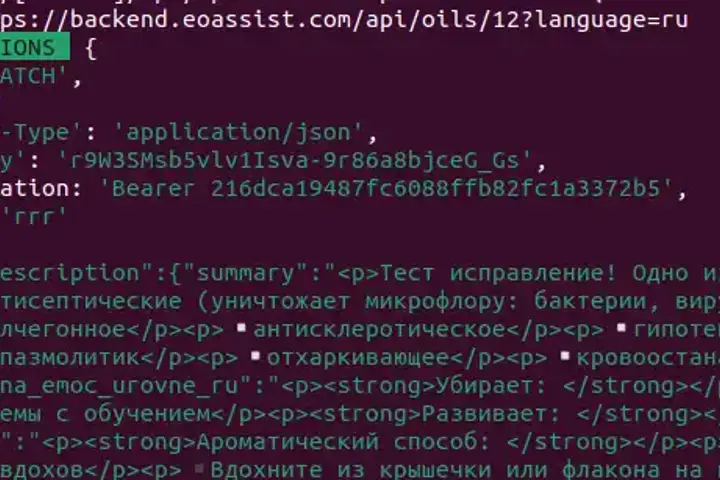 ps://backend.eoassist.com/api/oils/12?language=ru
IONS {
ATCH',
-Type': 'application/json',
y': 'r9W3SMsb5vlv1Isva-9r86a8bjceG_Gs',
ation: 'Bearer 216dca19487fc6088ffb82fc1a3372b5',
'rrr'
escription":{"summary":"<p>Тест исправление! Одно и
тисептические (уничтожает микрофлору: бактерии, вир
лчегонное</p><p> ▪антисклеротическое</p><p> ▪гипотен
пазмолитик</p><p> ▪отхаркивающее</p><p> ▪кровоостан
na_emoc_urovne_ru":"<p><strong>Убирает: </strong></p
емы с обучением</p><p><strong>Развивает: </strong><
":"<p><strong>Ароматический способ: </strong></p><p>
вдохов</p><p> ▪Вдохните из крышечки или флакона на